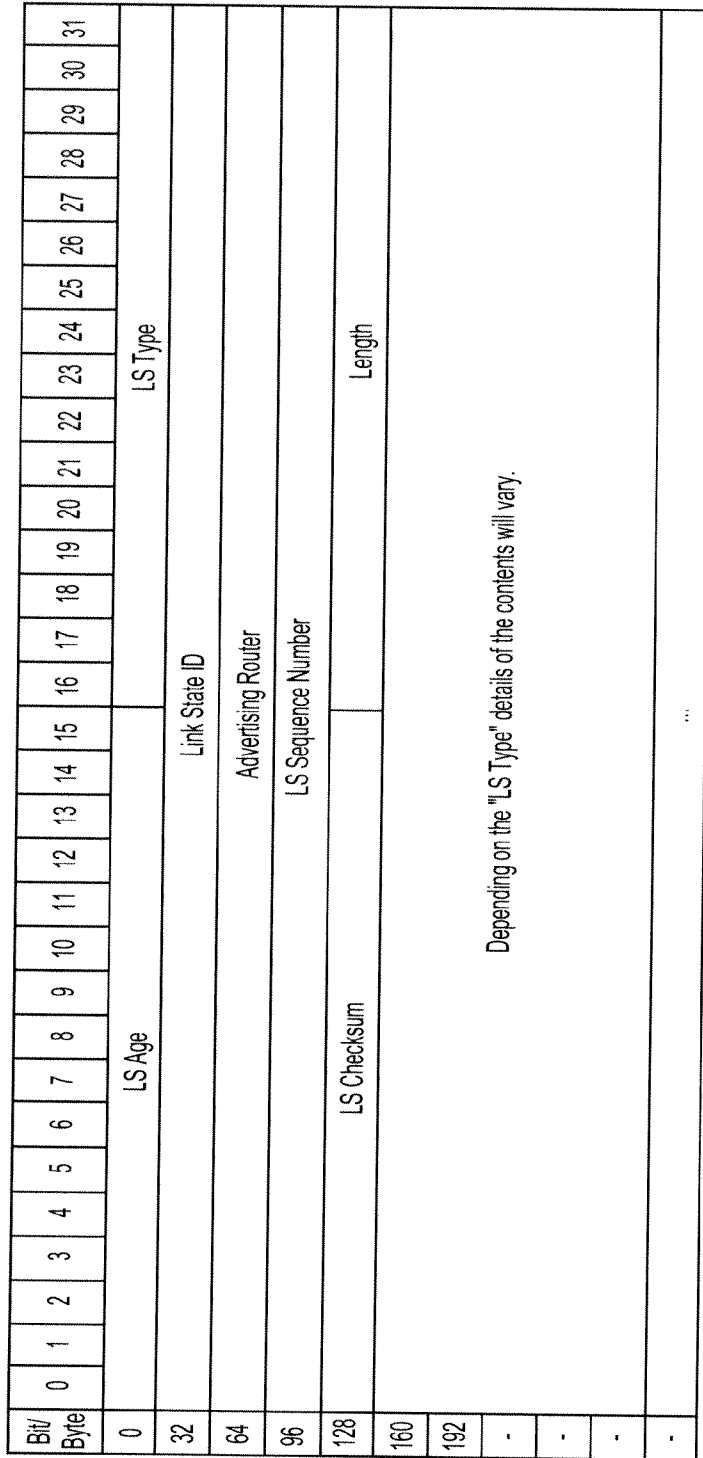 Bit/ 0 1 2 3 4 5 6 7 8 9 10 11 12 13 14 15 16 17 18 19 20 21 22 23 24 25 26 27 28 29 30 31
Byte
0 LS Age LS Type
32 Link State ID
64 Advertising Router
96 LS Sequence Number
128 LS Checksum Length
160
192
- Depending on the "LS Type" details of the contents will vary.
-
-
- ...